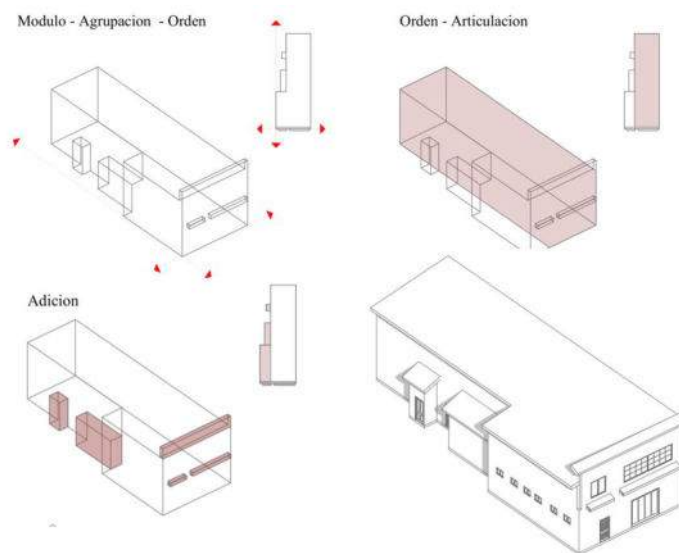 Modulo - Agrupacion - Orden
Orden - Articulacion
Adicion